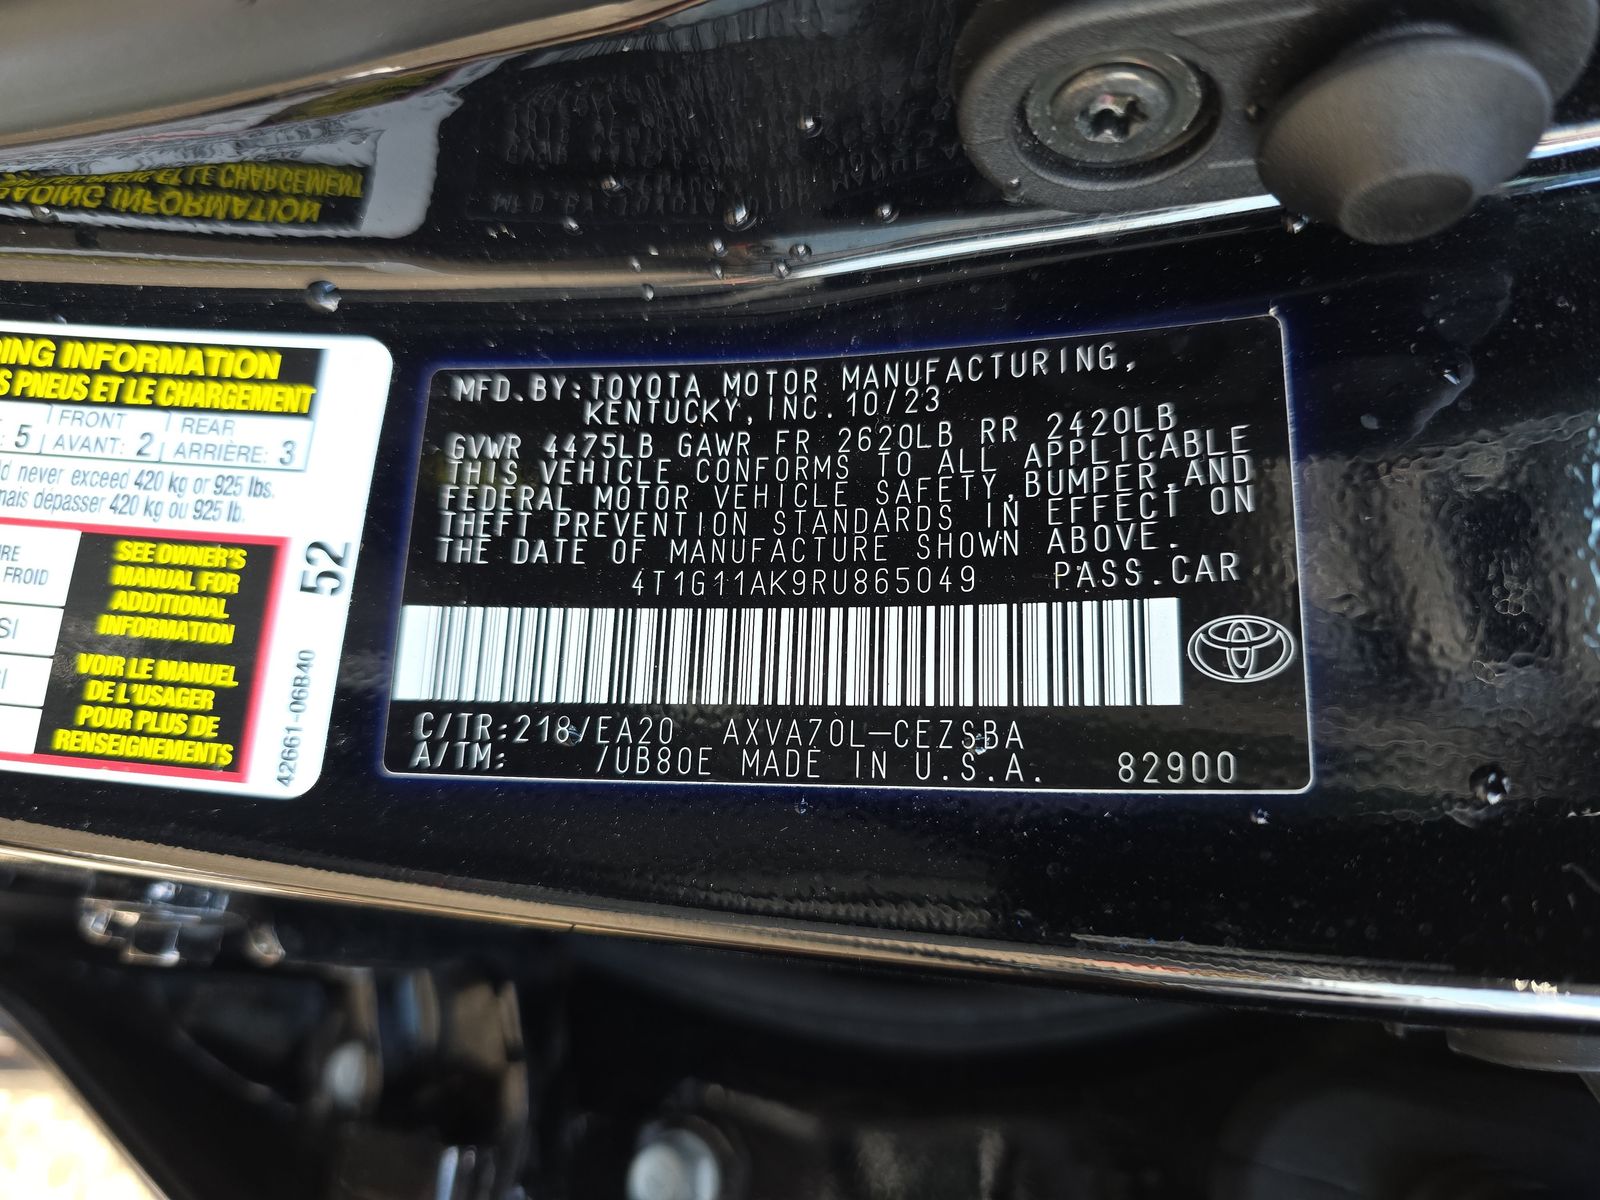 DING INFORMATION
S PNEUS ET LE CHARGEMENT
: 5 | FRONT AVANT: 2 | REAR ARRIÈRE: 3
d never exceed 420 kg or 925 lbs.
mais dépasser 420 kg ou 925 lb.
FROID
SEE OWNER'S
MANUAL FOR
ADDITIONAL
INFORMATION
VOIR LE MANUEL
DE L'USAGER
POUR PLUS DE
RENSEIGNEMENTS
52
42661-06B40
MFD. BY: TOYOTA MOTOR MANUFACTURING,
KENTUCKY, INC. 10/23
GVWR 4475LB GAWR FR 2620LB RR 2420LB
THIS VEHICLE CONFORMS TO ALL APPLICABLE
FEDERAL MOTOR VEHICLE SAFETY, BUMPER, AND
THEFT PREVENTION STANDARDS IN EFFECT ON
THE DATE OF MANUFACTURE SHOWN ABOVE.
4T1G11AK9RU865049 PASS.CAR
C/TR: 218/EA20 AXVA70L-CEZSBA
A/TM: /UB80E MADE IN U.S.A. 82900